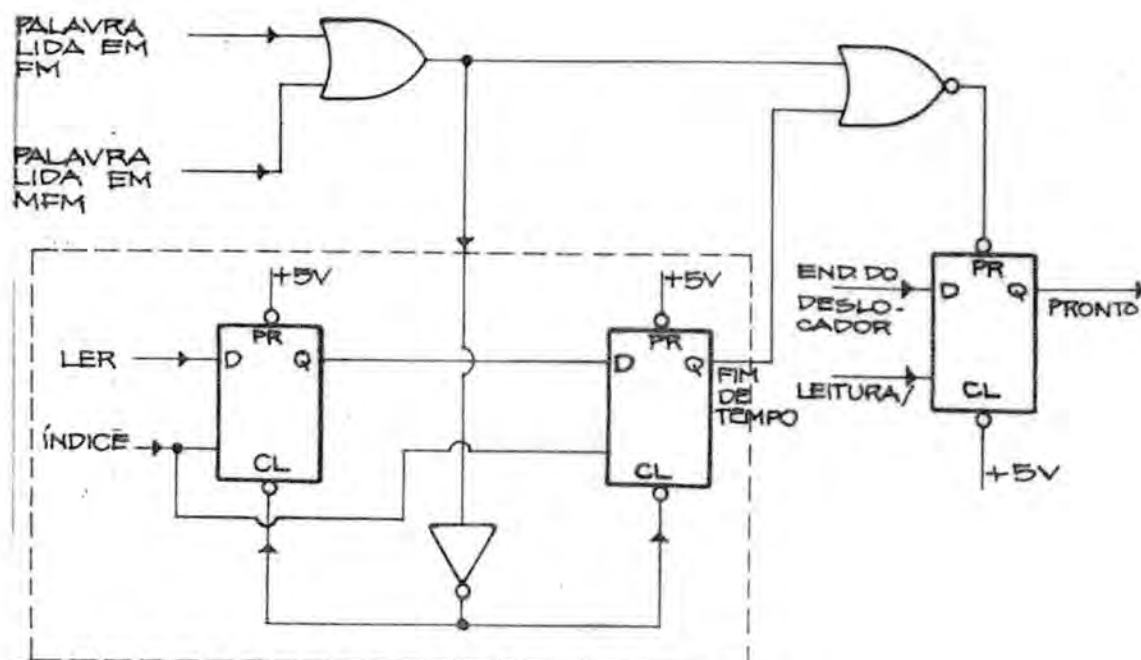 PALAVRA
LIDA EM
FM
PALAVRA
LIDA EM
MFM
+5V
+5V
PR
D Q
CL
LER
ÍNDICE
PR
D Q
CL
FIM
DE
TEMPO
END. DO
DESLO-
CADOR
LEITURA/
PR
D Q
CL
PRONTO
+5V